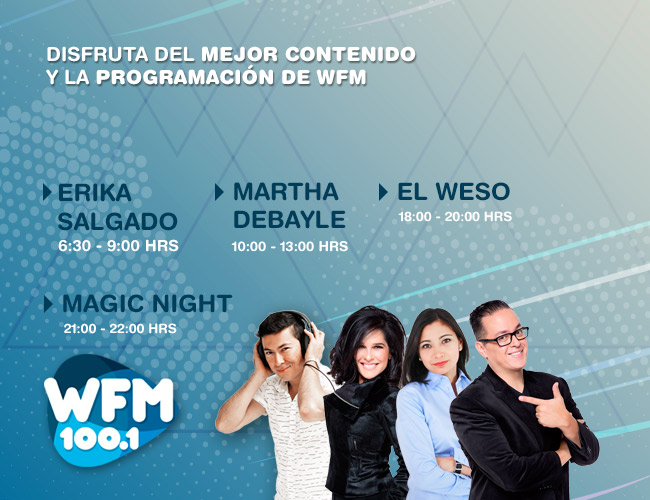 DISFRUTA DEL MEJOR CONTENIDO
Y LA PROGRAMACIÓN DE WFM
ERIKA
SALGADO
6:30 - 9:00 HRS
MARTHA
DEBAYLE
10:00 - 13:00 HRS
EL WESO
18:00 - 20:00 HRS
MAGIC NIGHT
21:00 - 22:00 HRS
WFM
100.1